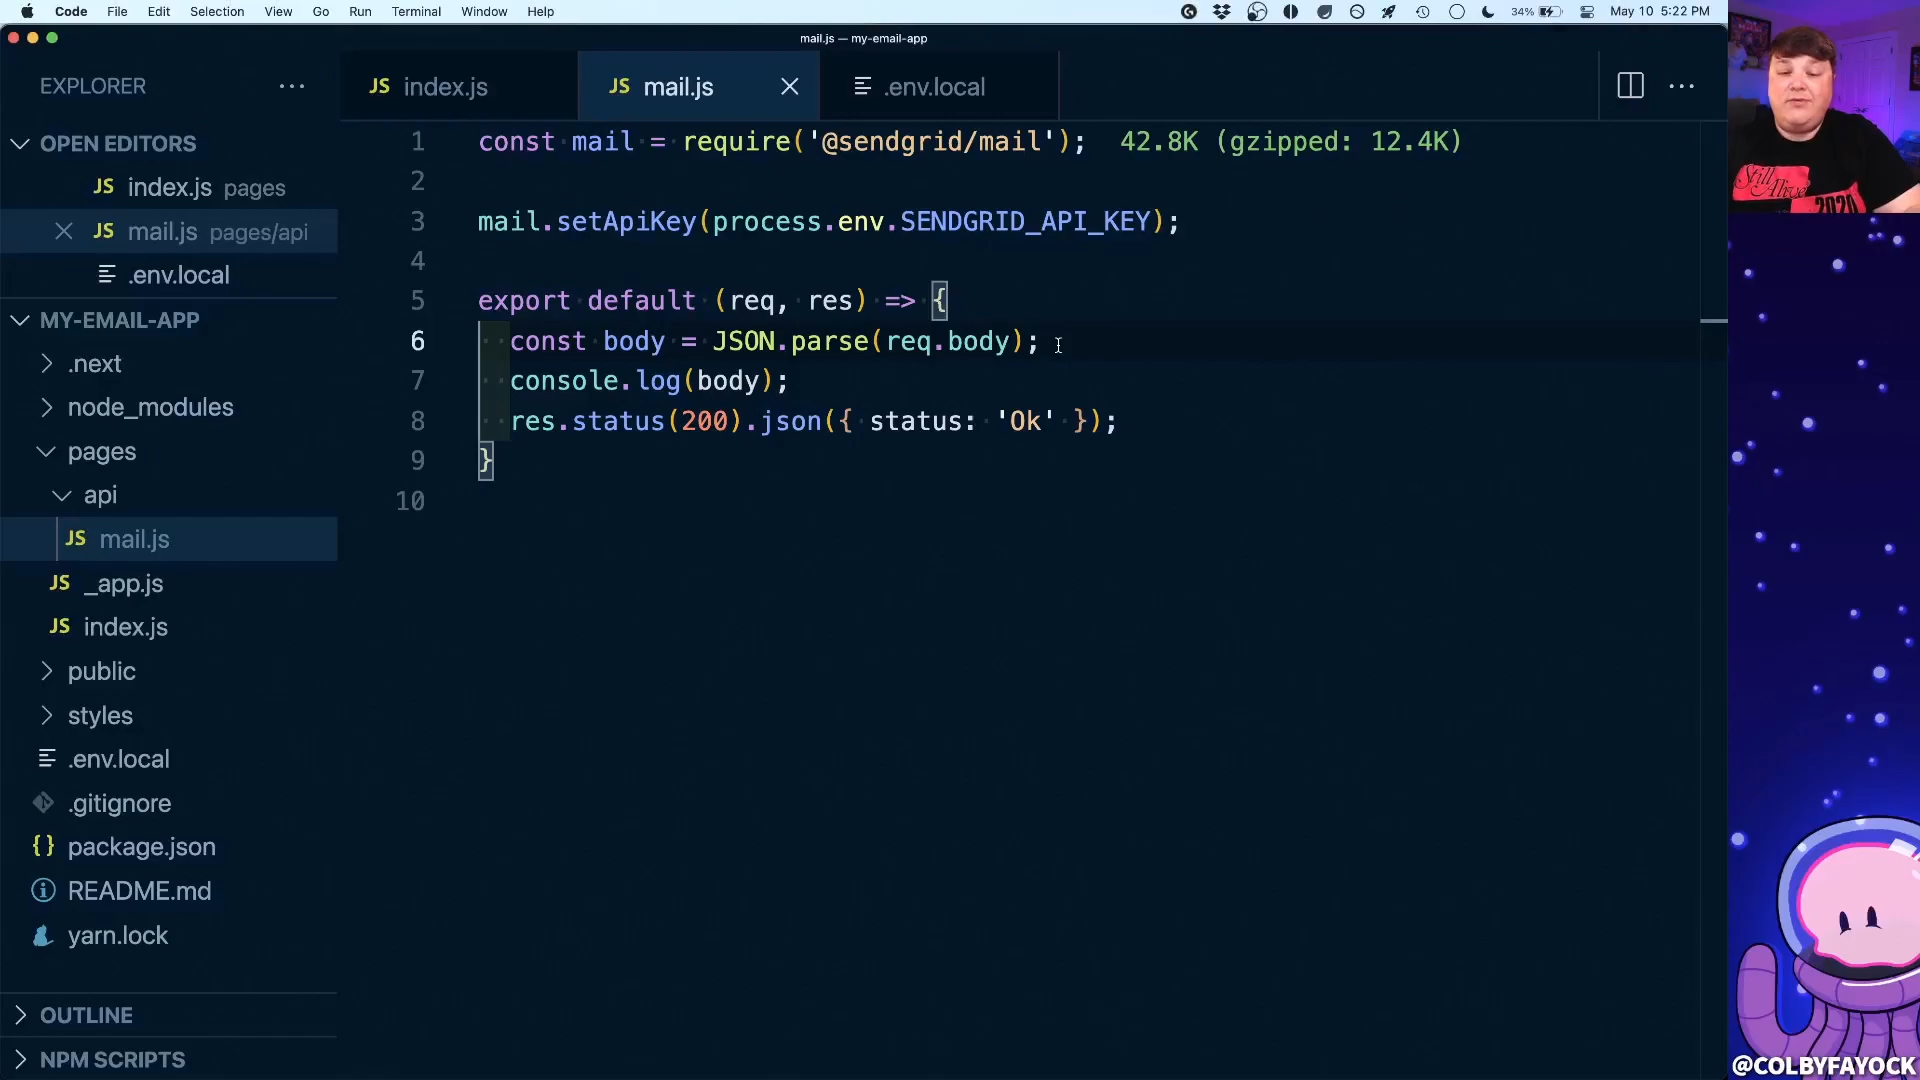 Code File Edit Selection View Go Run Terminal Window Help 34% May 10 5:22 PM
mail.js — my-email-app
EXPLORER
JS index.js
JS mail.js
.env.local
OPEN EDITORS
JS index.js pages
JS mail.js pages/api
.env.local
MY-EMAIL-APP
.next
node_modules
pages
api
JS mail.js
JS _app.js
JS index.js
public
styles
.env.local
.gitignore
{} package.json
README.md
yarn.lock
OUTLINE
NPM SCRIPTS
1 const mail = require('@sendgrid/mail'); 42.8K (gzipped: 12.4K)
2
3 mail.setApiKey(process.env.SENDGRID_API_KEY);
4
5 export default (req, res) => {
6 const body = JSON.parse(req.body);
7 console.log(body);
8 res.status(200).json({ status: 'Ok' });
9 }
10
Still Alive
2020
@COLBYFAYOCK